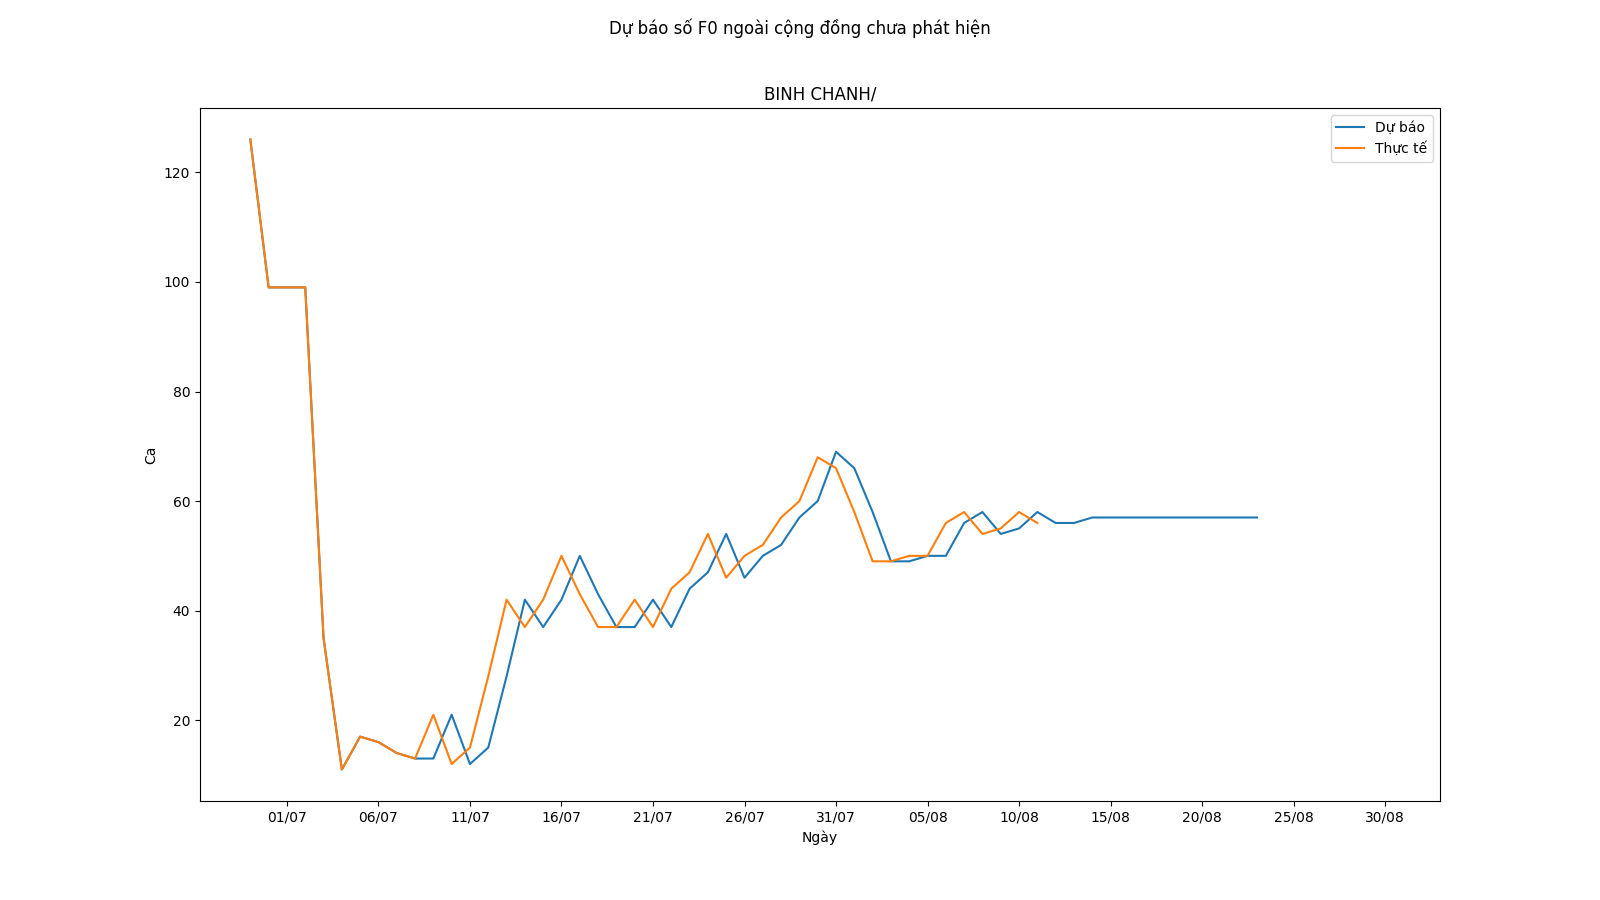 Dự báo số F0 ngoài cộng đồng chưa phát hiện
BINH CHANH/
Dự báo
Thực tế
120
100
80
60
40
20
Ca
01/07 06/07 11/07 16/07 21/07 26/07 31/07 05/08 10/08 15/08 20/08 25/08 30/08
Ngày